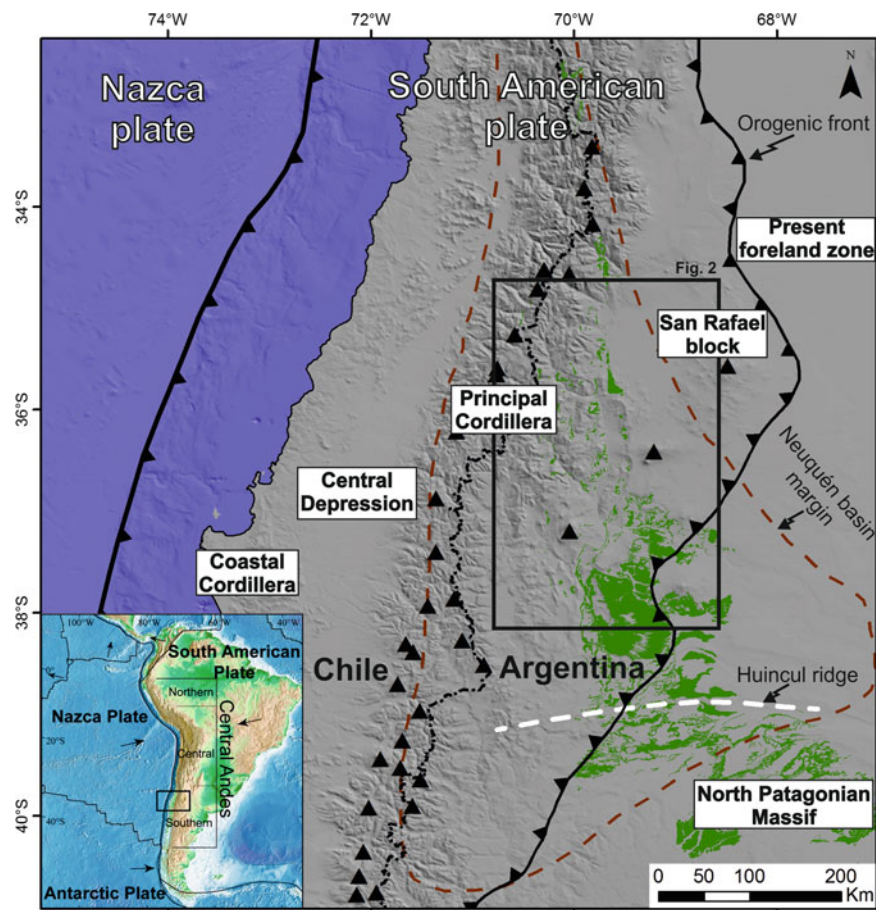 74°W
72°W
70°W
68°W
Nazca
plate
South American
plate
N
Orogenic front
34°S
Present
foreland zone
Fig. 2
San Rafael
block
36°S
Principal
Cordillera
Central
Depression
Neuquén basin
margin
Coastal
Cordillera
38°S
Chile
Argentina
Huincul ridge
40°S
North Patagonian
Massif
0
50
100
200
Km
100°W
80°W
60°W
40°W
South American
Plate
Northern
Nazca Plate
20°S
Central
Central Andes
40°S
Southern
Antarctic Plate